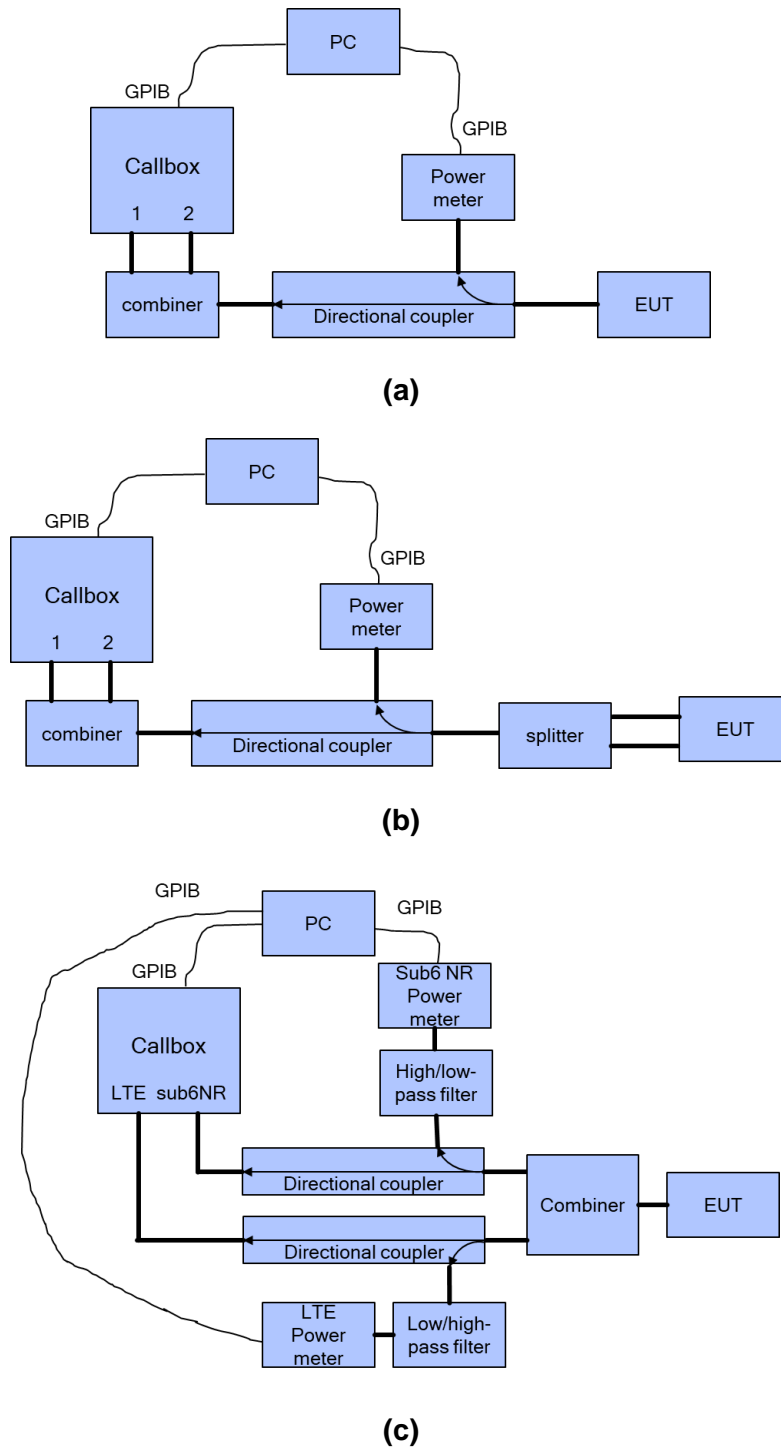 PC
GPIB
GPIB
Callbox
1 2
Power
meter
combiner
Directional coupler
EUT
(a)
PC
GPIB
GPIB
Callbox
1 2
Power
meter
combiner
Directional coupler
splitter
EUT
(b)
GPIB
PC
GPIB
GPIB
Sub6 NR
Power
meter
Callbox
LTE sub6NR
High/low-
pass filter
Directional coupler
Combiner
EUT
Directional coupler
LTE
Power
meter
Low/high-
pass filter
(c)